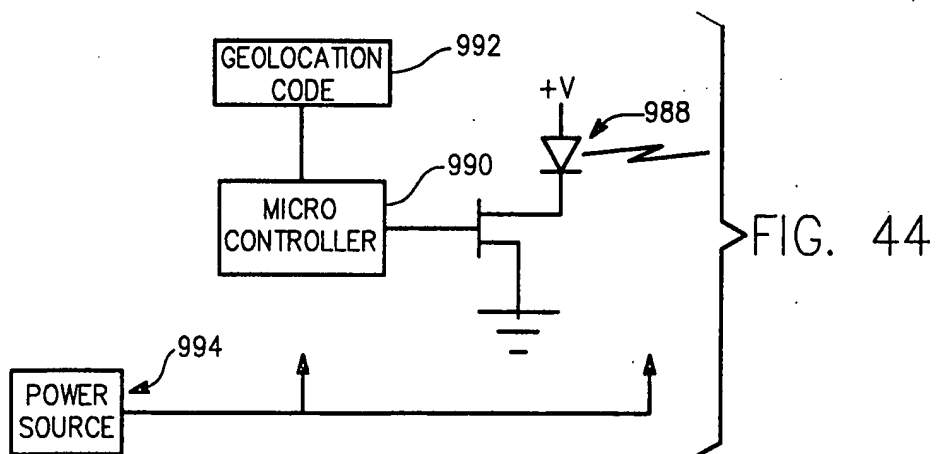 GEOLOCATION
CODE
992
+V
988
990
MICRO
CONTROLLER
FIG. 44
994
POWER
SOURCE